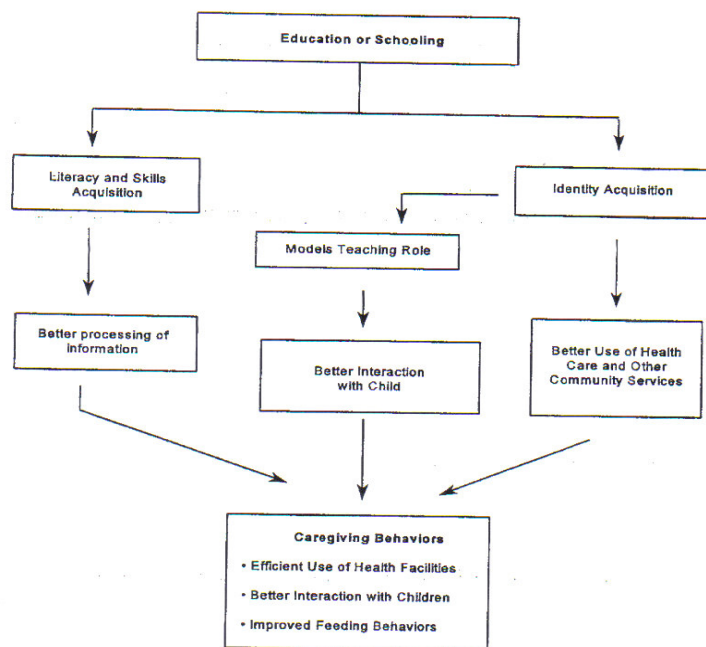 Education or Schooling
Literacy and Skills
Acquisition
Identity Acquisition
Models Teaching Role
Better processing of
information
Better Interaction
with Child
Better Use of Health
Care and Other
Community Services
Caregiving Behaviors
• Efficient Use of Health Facilities
• Better Interaction with Children
• Improved Feeding Behaviors